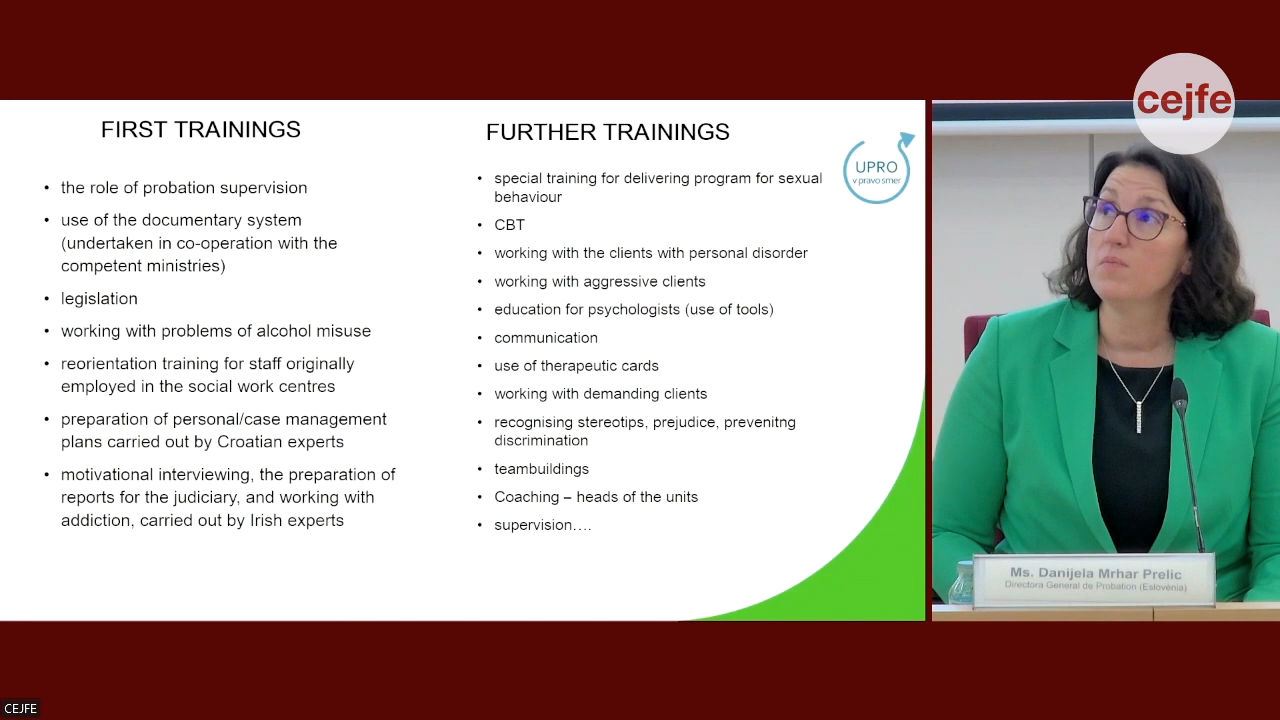 cejfe
FIRST TRAININGS
• the role of probation supervision
• use of the documentary system
(undertaken in co-operation with the
competent ministries)
• legislation
• working with problems of alcohol misuse
• reorientation training for staff originally
employed in the social work centres
• preparation of personal/case management
plans carried out by Croatian experts
• motivational interviewing, the preparation of
reports for the judiciary, and working with
addiction, carried out by Irish experts
FURTHER TRAININGS
• special training for delivering program for sexual
behaviour
• CBT
• working with the clients with personal disorder
• working with aggressive clients
• education for psychologists (use of tools)
• communication
• use of therapeutic cards
• working with demanding clients
• recognising stereotips, prejudice, prevenitng
discrimination
• teambuildings
• Coaching – heads of the units
• supervision….
UPRO
v pravo smer
Ms. Danijela Mrhar Prelic
Directora General de Probation (Eslovènia)
CEJFE